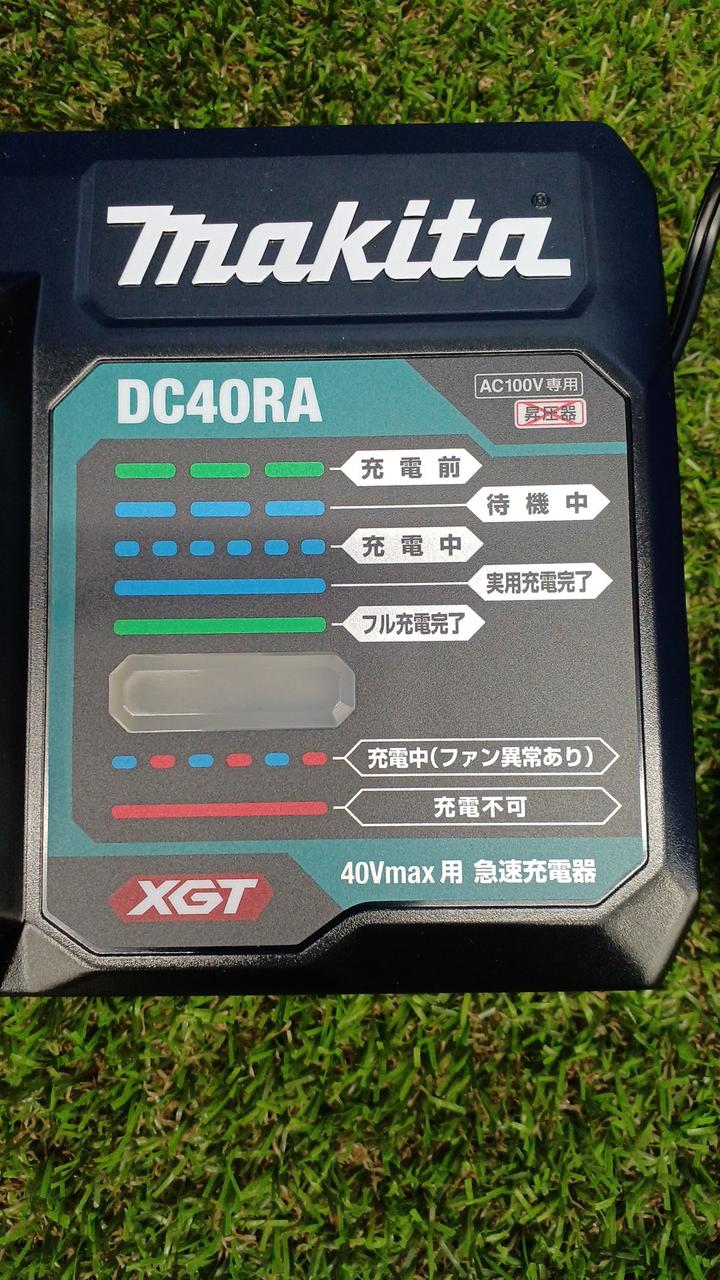 makita®
DC40RA
AC100V専用
昇圧器
充電前
待機中
充電中
実用充電完了
フル充電完了
充電中(ファン異常あり)
充電不可
XGT
40Vmax用 急速充電器